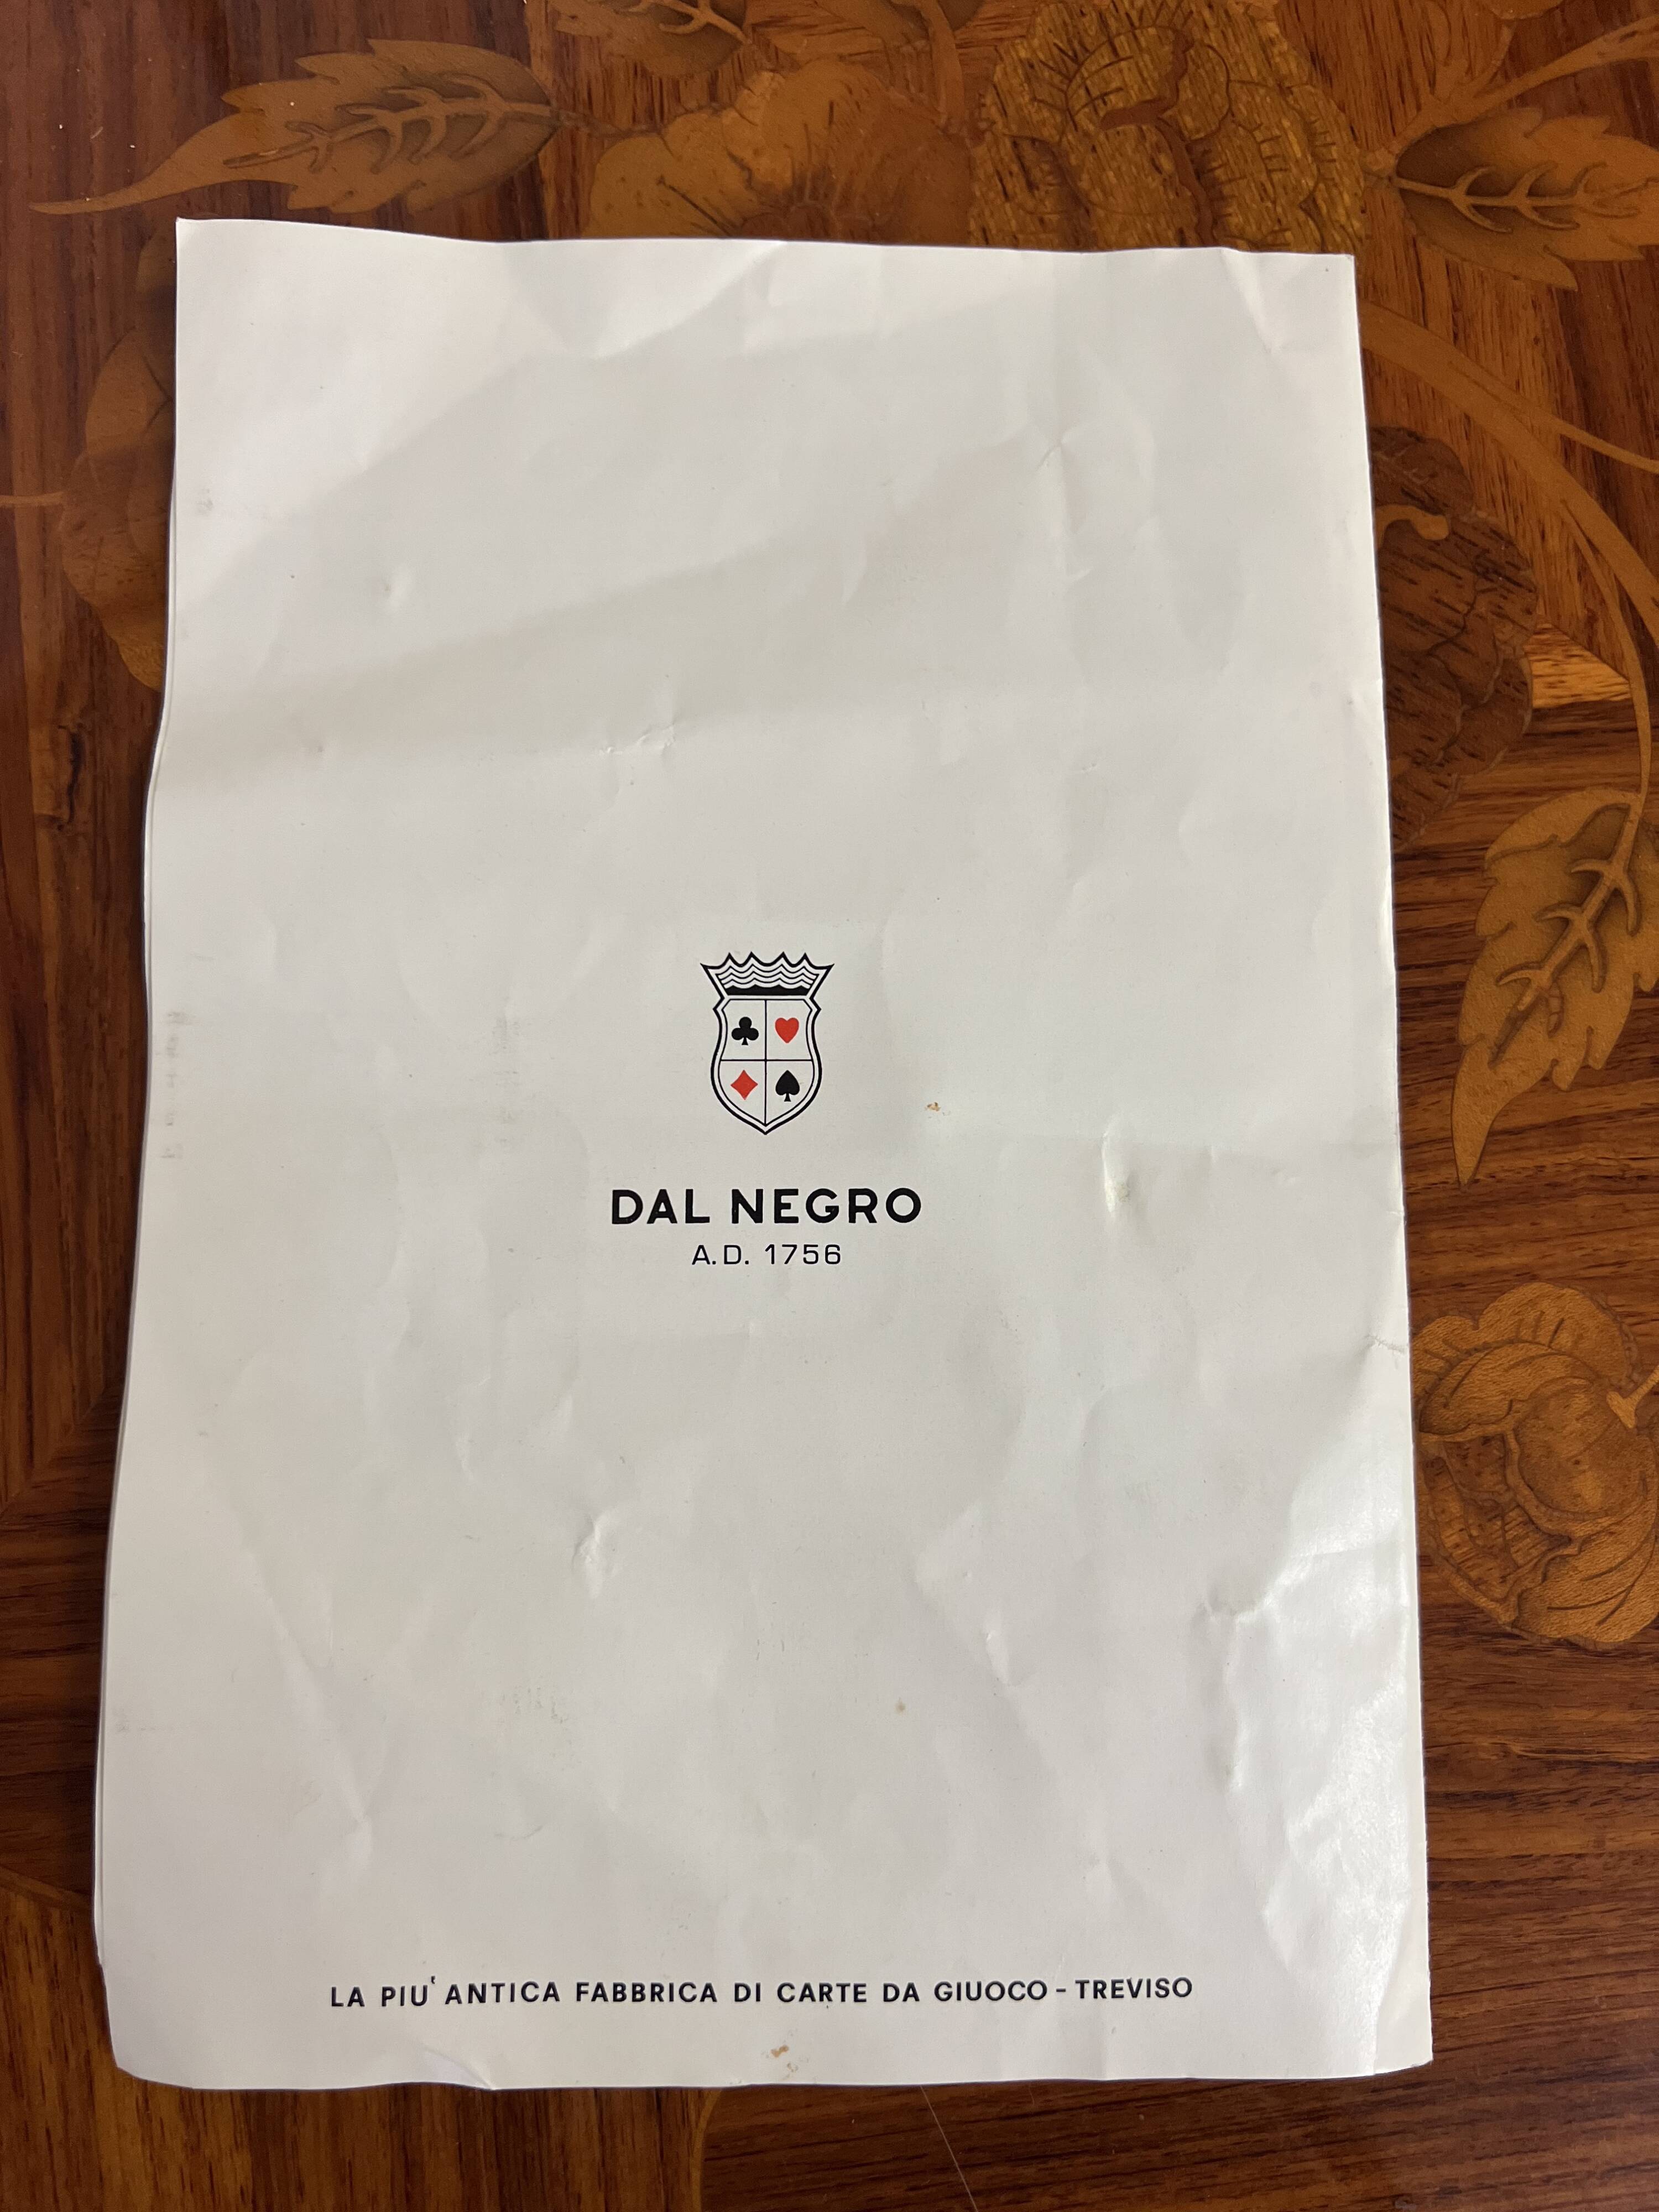 DAL NEGRO
A.D. 1756
LA PIU' ANTICA FABBRICA DI CARTE DA GIUOCO - TREVISO